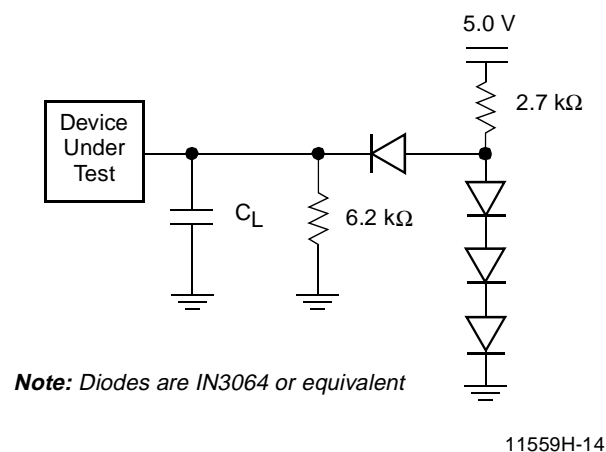 5.0 V
2.7 kΩ
Device
Under
Test
CL
6.2 kΩ
Note: Diodes are IN3064 or equivalent
11559H-14